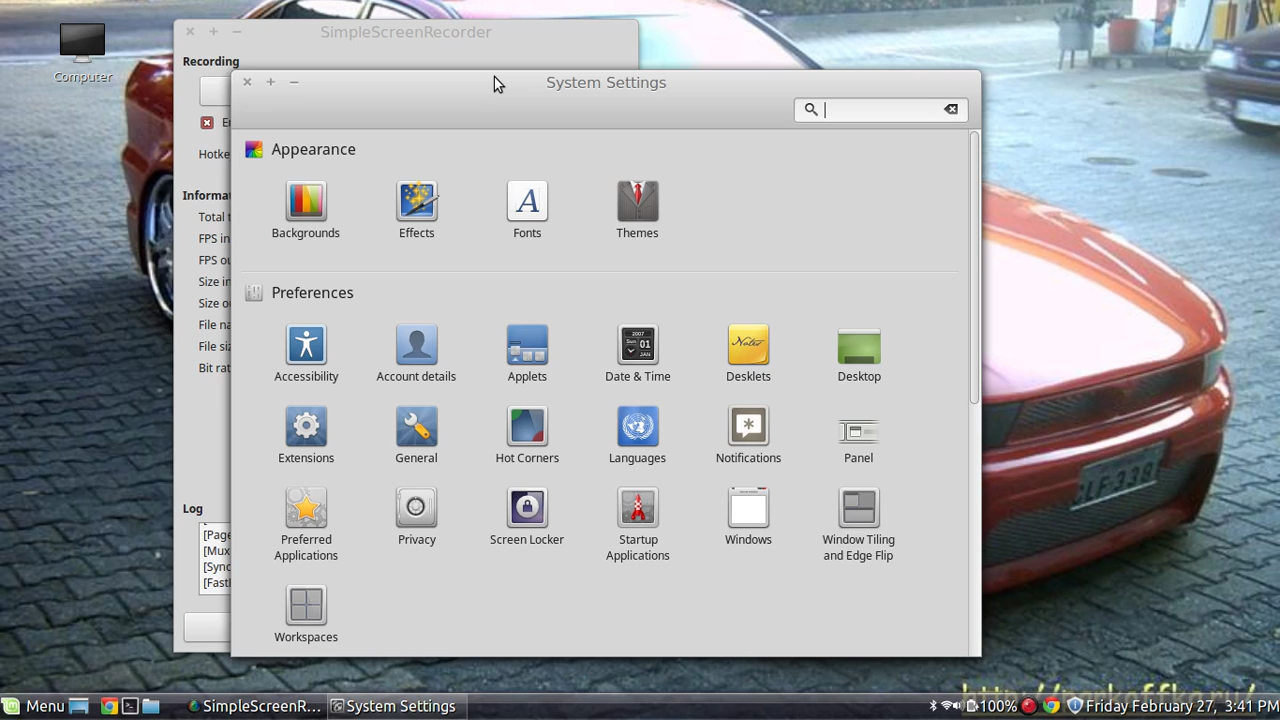 Computer
SimpleScreenRecorder
Recording
System Settings
Hotke
Appearance
Backgrounds Effects Fonts Themes
Informat
Total t
FPS in
FPS ou
Size in
Size ou
File na
File siz
Bit rat
Preferences
Accessibility Account details Applets Date & Time Desklets Desktop
Extensions General Hot Corners Languages Notifications Panel
Log
[Page
[Mux
[Sync
[FastR
Preferred Applications
Privacy
Screen Locker
Startup Applications
Windows
Window Tiling and Edge Flip
Workspaces
Menu
SimpleScreenR...
System Settings
100%
Friday February 27, 3:41 PM